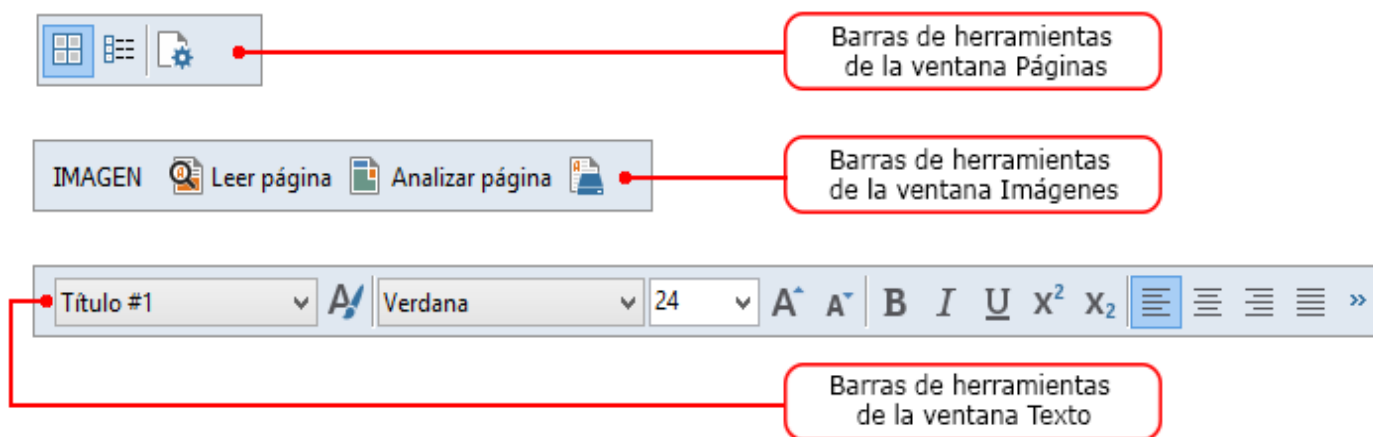 Barras de herramientas
de la ventana Páginas
IMAGEN Leer página Analizar página
Barras de herramientas
de la ventana Imágenes
Título #1 Verdana 24 A A B I U X² X₂ »
Barras de herramientas
de la ventana Texto